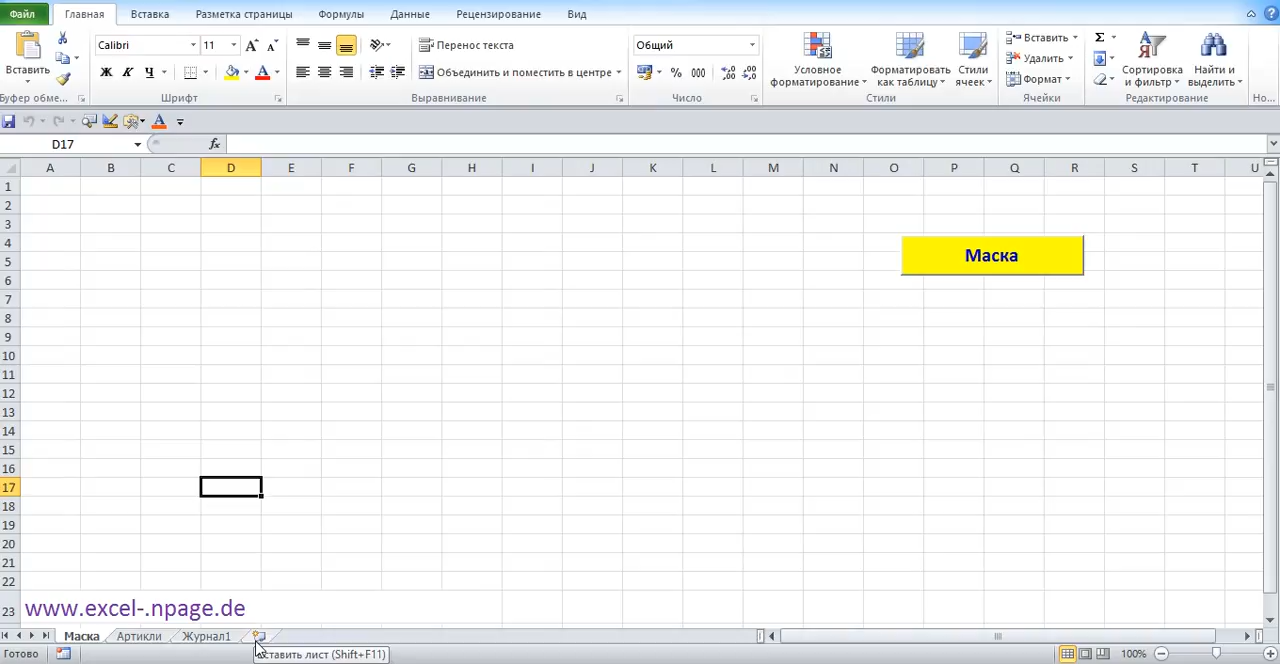 Файл Главная Вставка Разметка страницы Формулы Данные Рецензирование Вид
Calibri 11 Перенос текста Общий Вставить
Вставить Ж К Ч Объединить и поместить в центре % 000 Условное форматирование Форматировать как таблицу Стили ячеек Удалить Формат Сортировка и фильтр Найти и выделить
Буфер обме... Шрифт Выравнивание Число Стили Ячейки Редактирование Но...
D17 fx
A B C D E F G H I J K L M N O P Q R S T U
1
2
3
4
Маска
5
6
7
8
9
10
11
12
13
14
15
16
17
18
19
20
21
22
23 www.excel-.npage.de
Маска Артикли Журнал1
Готово ставить лист (Shift+F11) 100%